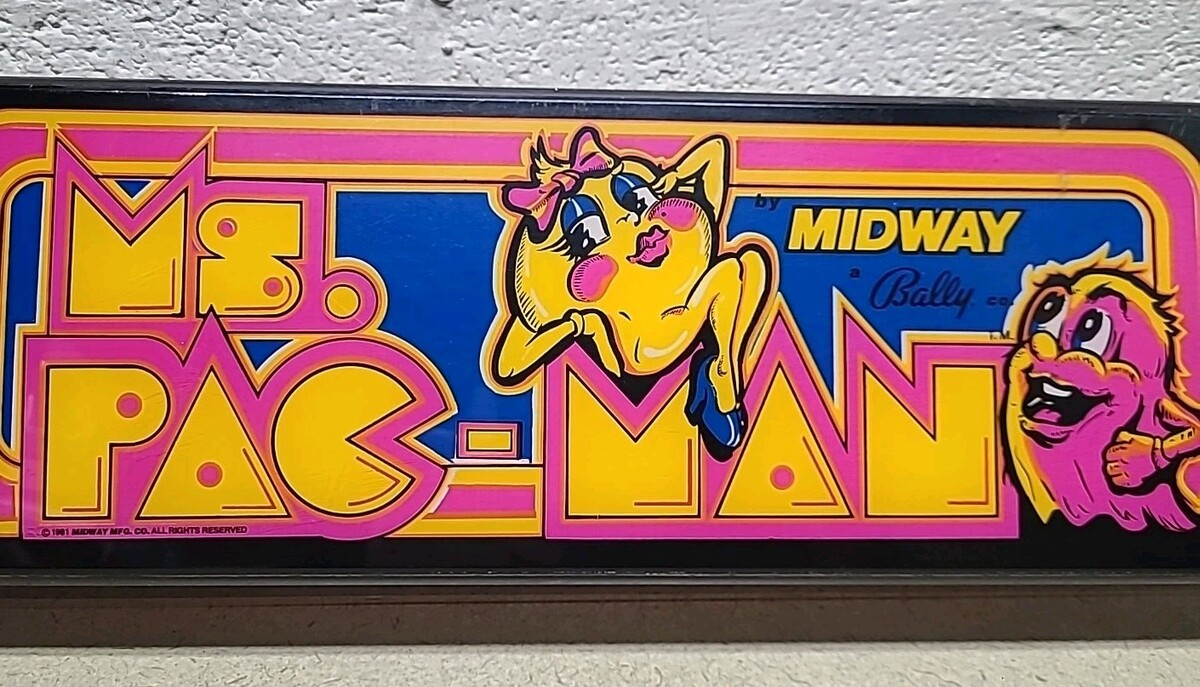 MS.
PAC-MAN
by
MIDWAY
a Bally co.
© 1981 MIDWAY MFG. CO. ALL RIGHTS RESERVED